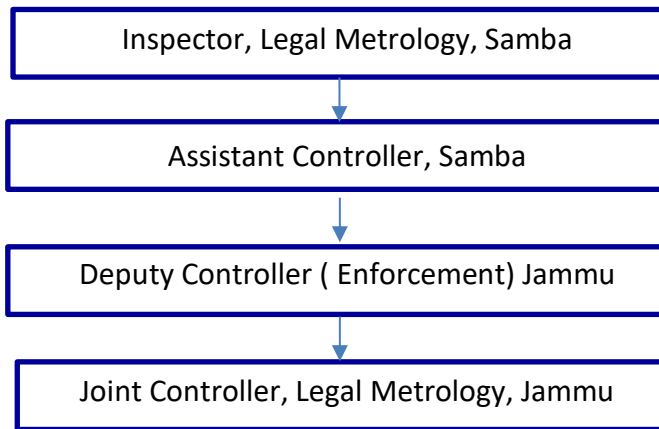 Inspector, Legal Metrology, Samba
Assistant Controller, Samba
Deputy Controller ( Enforcement) Jammu
Joint Controller, Legal Metrology, Jammu